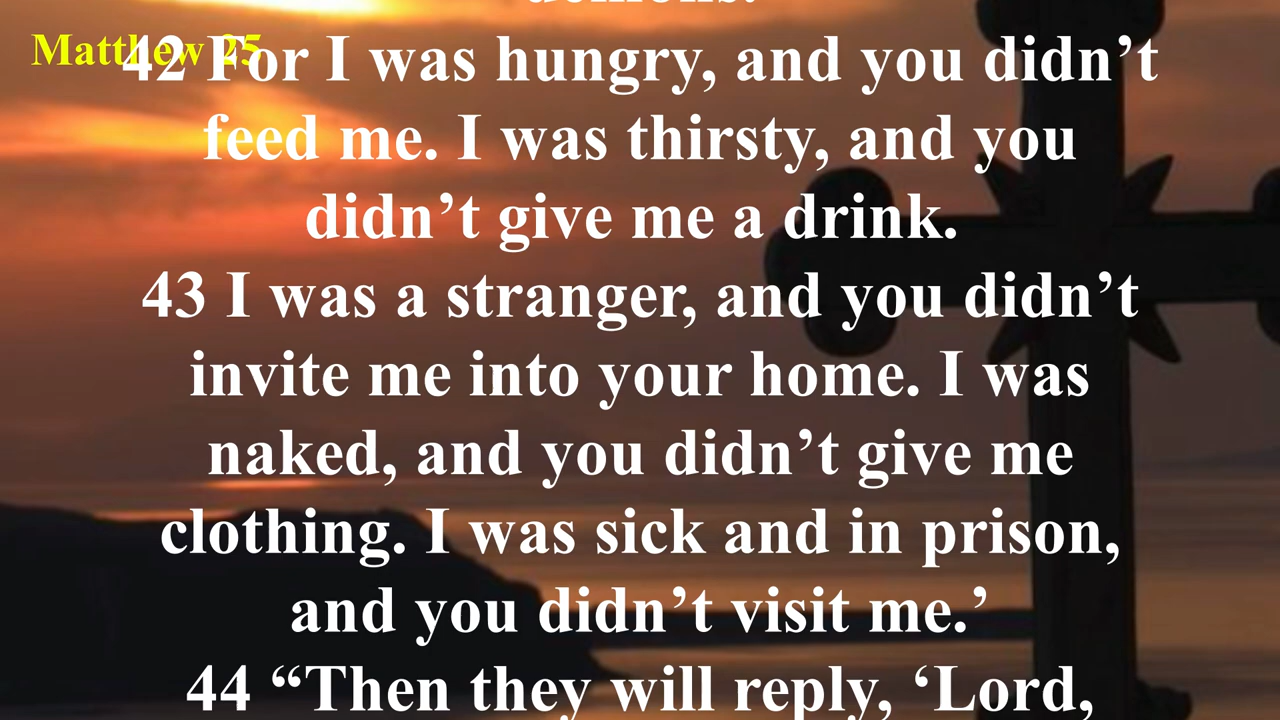 demons.
Matthew 25
42 For I was hungry, and you didn’t
feed me. I was thirsty, and you
didn’t give me a drink.
43 I was a stranger, and you didn’t
invite me into your home. I was
naked, and you didn’t give me
clothing. I was sick and in prison,
and you didn’t visit me.’
44 “Then they will reply, ‘Lord,